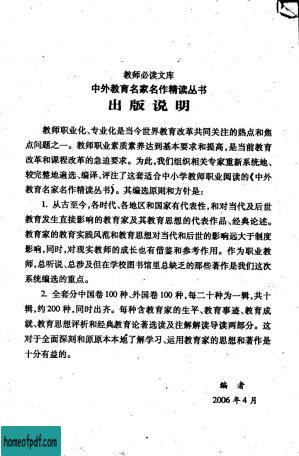 教师必读文库
中外教育名家名作精读丛书
出版说明
教师职业化、专业化是当今世界教育改革共同关注的热点和焦
点问题之一。教师职业素质素养达到基本要求和提高,是当前教育
改革和课程改革的急迫要求。为此,我们组织相关专家重新系统地、
较完整地遴选、编译、评注了这套适合中小学教师职业阅读的《中外
教育名家名作精读丛书》。其编选原则和方针是:
1. 从古至今,各时代、各地区和国家有代表性,和对当代及后世
教育发生直接影响的教育家及其教育思想的代表作品、经典论述。
教育家的教育实践风范和教育思想对当代和后世的影响远大于制度
影响,同时,对现实教师的成长也有借鉴和参考作用。作为职业教
师,总听说、总涉及但在学校图书馆里总缺乏的那些著作是我们这次
系统编选的重点。
2. 全套分中国卷 100 种、外国卷 100 种,每二十种为一辑,共十
辑,约 200 种,同时出齐。每种含教育家的生平、教育事迹、教育成
就、教育思想评析和经典教育论著选读及注解解读导读两部分。这
对于全面深刻和原原本本地了解学习、运用教育家的思想和著作是
十分有益的。
编 者
2006 年 4 月
homeofpdf.com
homeofpdf.com